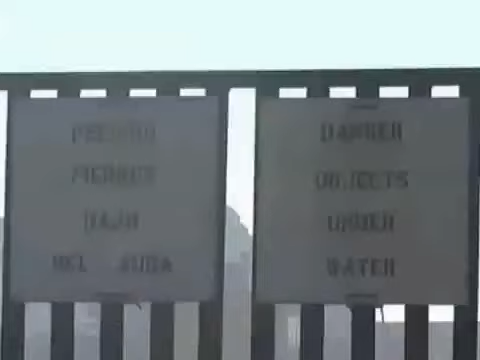 PELIGRO
BAJO
DEL AGUA
DANGER
OBJECTS
UNDER
WATER